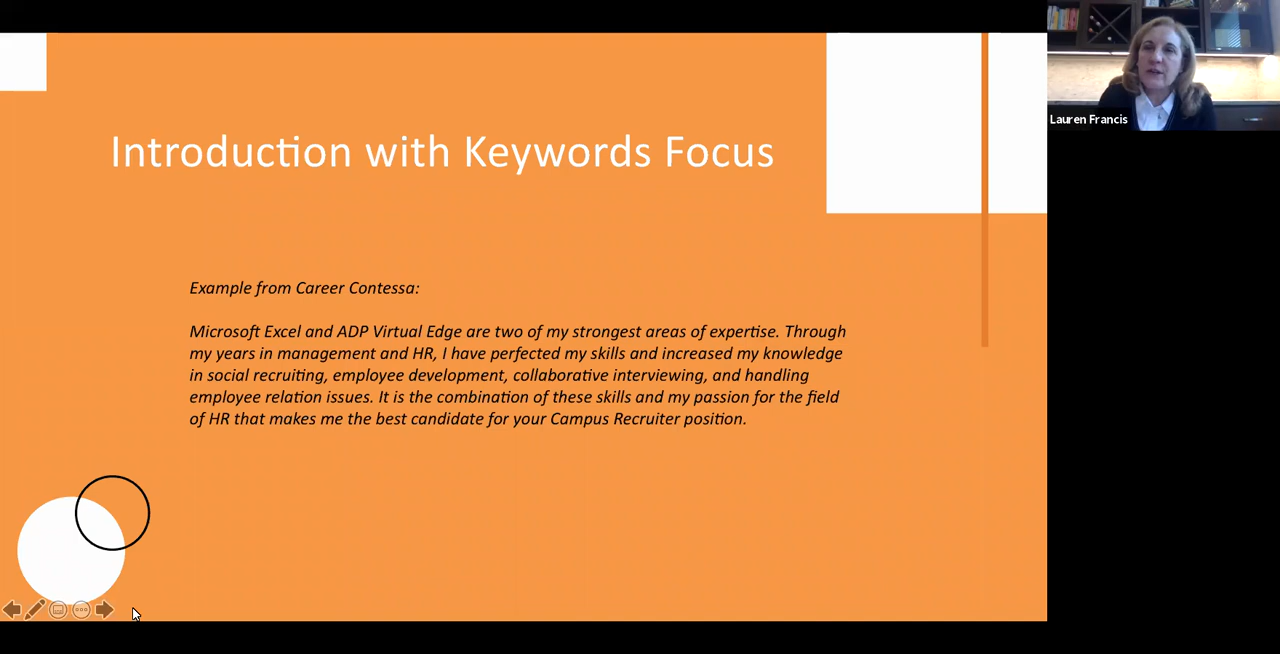 Introduction with Keywords Focus
Example from Career Contessa:
Microsoft Excel and ADP Virtual Edge are two of my strongest areas of expertise. Through
my years in management and HR, I have perfected my skills and increased my knowledge
in social recruiting, employee development, collaborative interviewing, and handling
employee relation issues. It is the combination of these skills and my passion for the field
of HR that makes me the best candidate for your Campus Recruiter position.
Lauren Francis